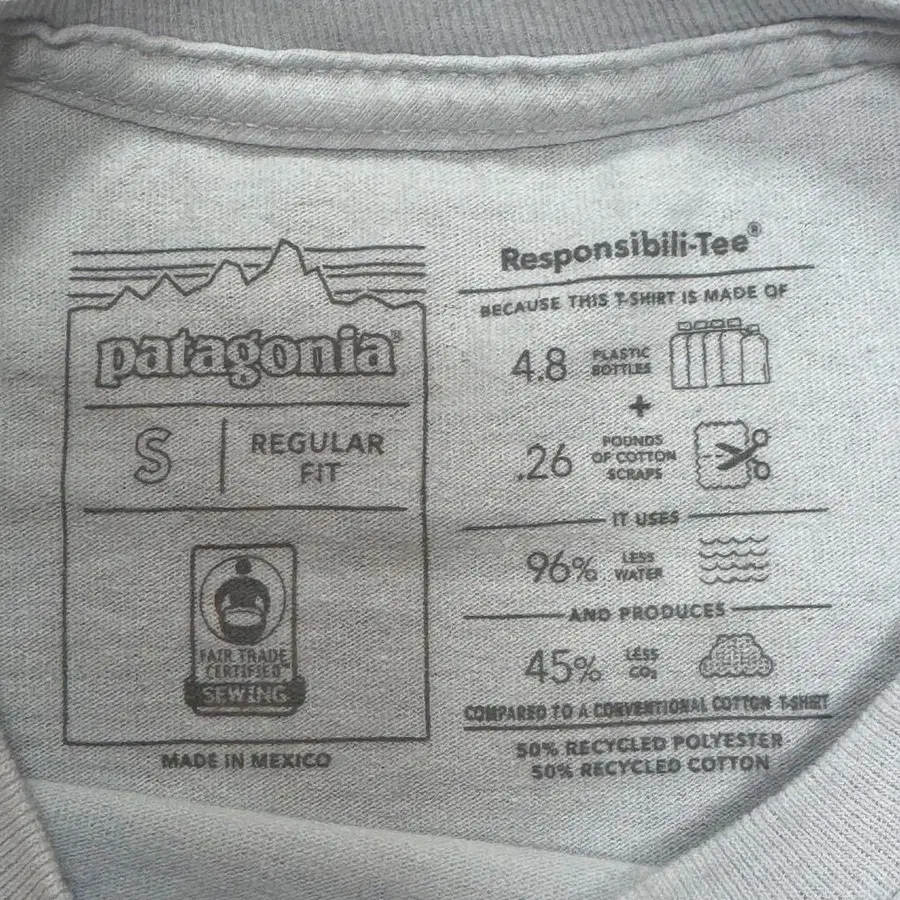 patagonia®
S
REGULAR
FIT
FAIR TRADE
CERTIFIED™
SEWING
MADE IN MEXICO
Responsibili-Tee®
BECAUSE THIS T-SHIRT IS MADE OF
4.8
PLASTIC
BOTTLES
+
.26
POUNDS
OF COTTON
SCRAPS
IT USES
96%
LESS
WATER
AND PRODUCES
45%
LESS
CO₂
COMPARED TO A CONVENTIONAL COTTON T-SHIRT
50% RECYCLED POLYESTER
50% RECYCLED COTTON